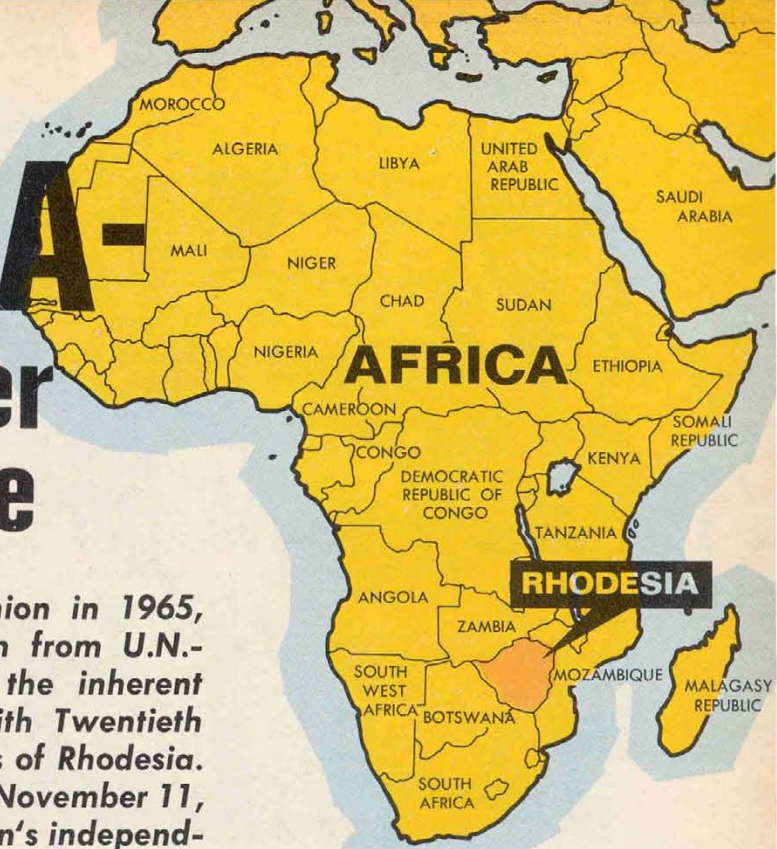 A-
er
e
nion in 1965,
n from U.N.-
the inherent
ith Twentieth
s of Rhodesia.
November 11,
n's independ-
MOROCCO
ALGERIA
LIBYA
UNITED
ARAB
REPUBLIC
SAUDI
ARABIA
MALI
NIGER
CHAD
SUDAN
NIGERIA
AFRICA
ETHIOPIA
CAMEROON
SOMALI
REPUBLIC
CONGO
KENYA
DEMOCRATIC
REPUBLIC OF
CONGO
TANZANIA
RHODESIA
ANGOLA
ZAMBIA
SOUTH
WEST
AFRICA
MOZAMBIQUE
MALAGASY
REPUBLIC
BOTSWANA
SOUTH
AFRICA